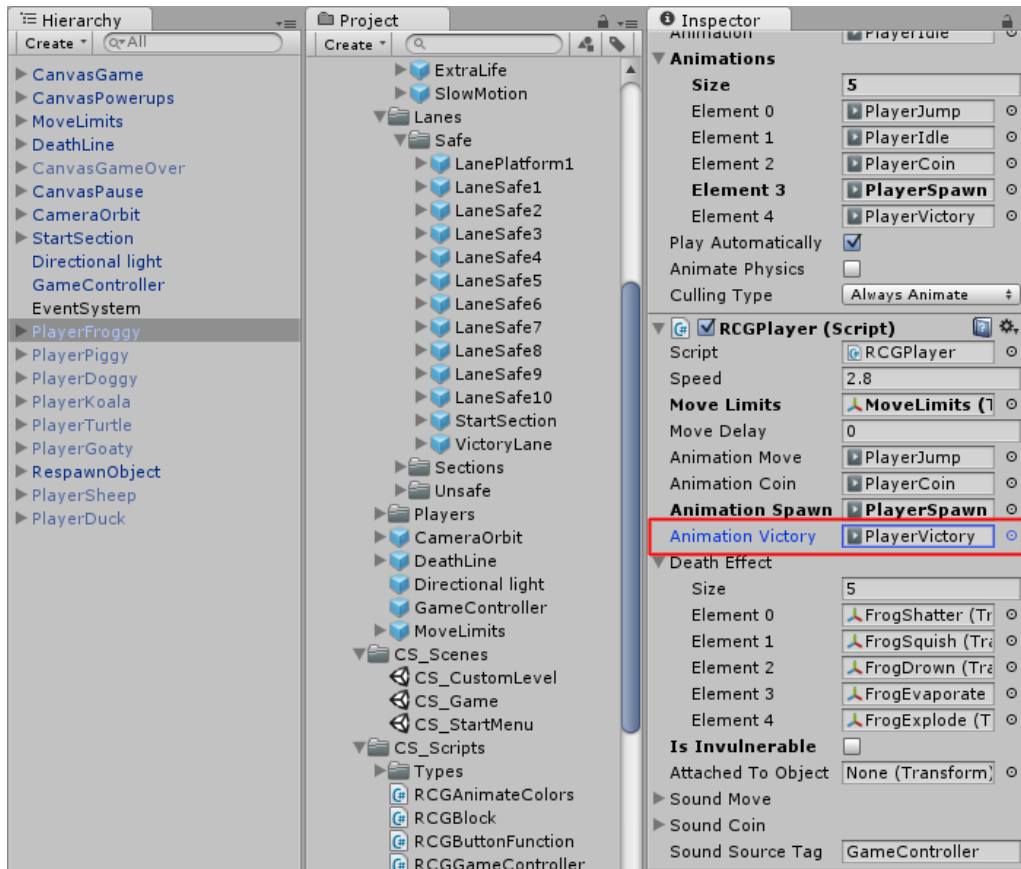 Hierarchy
Create
All
CanvasGame
CanvasPowerups
MoveLimits
DeathLine
CanvasGameOver
CanvasPause
CameraOrbit
StartSection
Directional light
GameController
EventSystem
PlayerFroggy
PlayerPiggy
PlayerDoggy
PlayerKoala
PlayerTurtle
PlayerGoaty
RespawnObject
PlayerSheep
PlayerDuck
Project
Create
ExtraLife
SlowMotion
Lanes
Safe
LanePlatform1
LaneSafe1
LaneSafe2
LaneSafe3
LaneSafe4
LaneSafe5
LaneSafe6
LaneSafe7
LaneSafe8
LaneSafe9
LaneSafe10
StartSection
VictoryLane
Sections
Unsafe
Players
CameraOrbit
DeathLine
Directional light
GameController
MoveLimits
CS_Scenes
CS_CustomLevel
CS_Game
CS_StartMenu
CS_Scripts
Types
RCGAnimateColors
RCGBlock
RCGButtonFunction
RCGGameController
Inspector
Animation PlayerIdle
Animations
Size 5
Element 0 PlayerJump
Element 1 PlayerIdle
Element 2 PlayerCoin
Element 3 PlayerSpawn
Element 4 PlayerVictory
Play Automatically
Animate Physics
Culling Type Always Animate
RCGPlayer (Script)
Script RCGPlayer
Speed 2.8
Move Limits MoveLimits (T
Move Delay 0
Animation Move PlayerJump
Animation Coin PlayerCoin
Animation Spawn PlayerSpawn
Animation Victory PlayerVictory
Death Effect
Size 5
Element 0 FrogShatter (Tr
Element 1 FrogSquish (Tra
Element 2 FrogDrown (Tra
Element 3 FrogEvaporate
Element 4 FrogExplode (T
Is Invulnerable
Attached To Object None (Transform)
Sound Move
Sound Coin
Sound Source Tag GameController